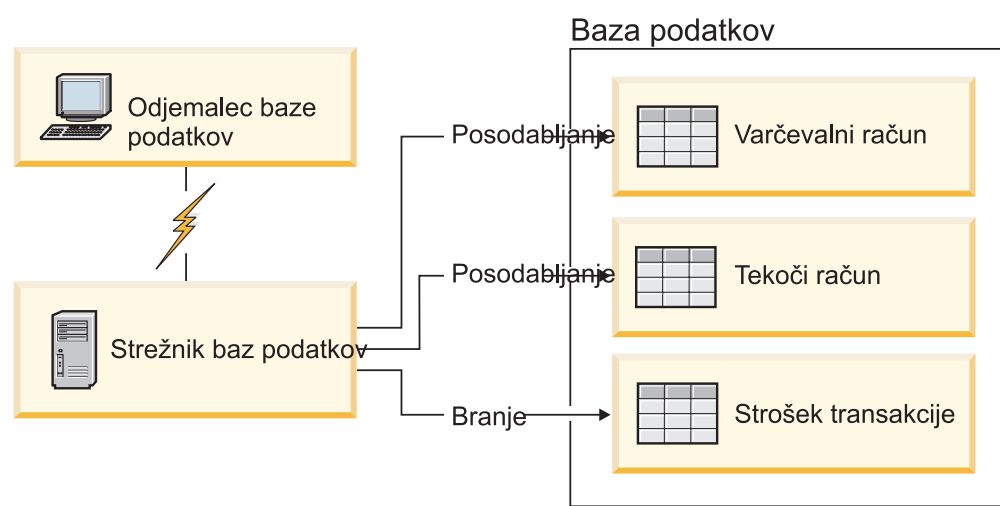 Baza podatkov
Odjemalec baze
podatkov
Posodabljanje
Varčevalni račun
Posodabljanje
Tekoči račun
Strežnik baz podatkov
Branje
Strošek transakcije